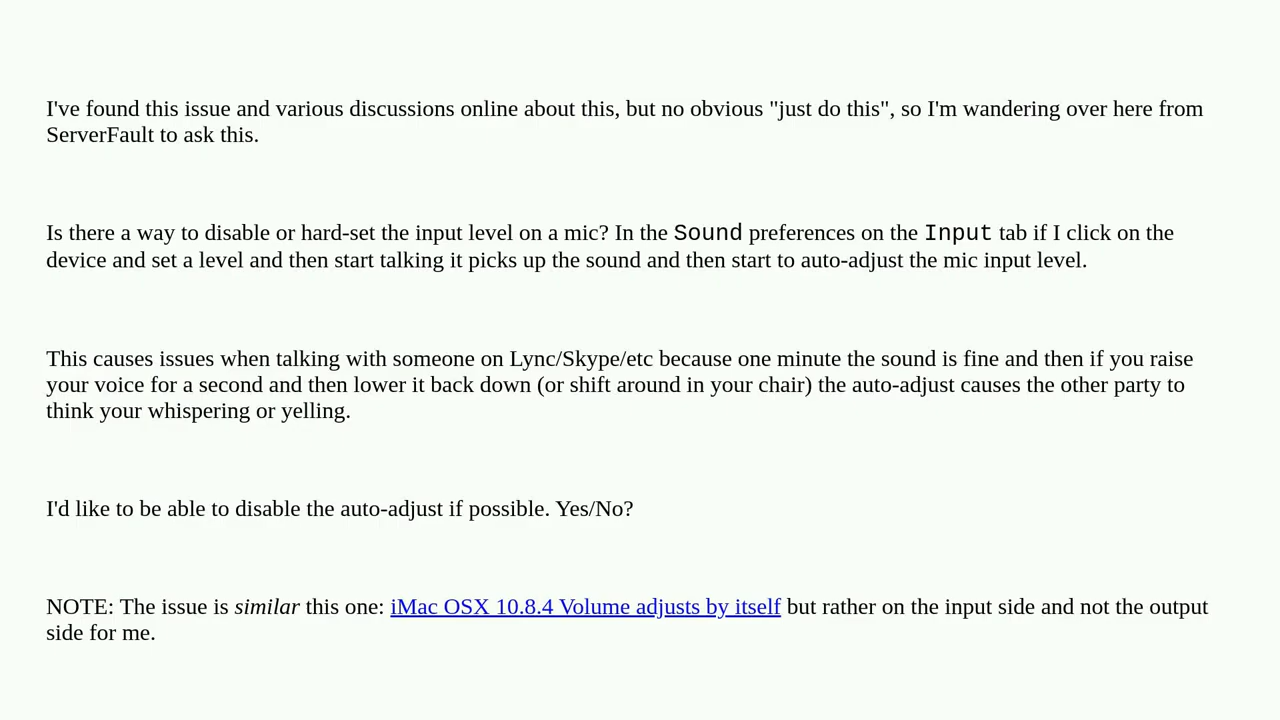 I've found this issue and various discussions online about this, but no obvious "just do this", so I'm wandering over here from
ServerFault to ask this.
Is there a way to disable or hard-set the input level on a mic? In the Sound preferences on the Input tab if I click on the
device and set a level and then start talking it picks up the sound and then start to auto-adjust the mic input level.
This causes issues when talking with someone on Lync/Skype/etc because one minute the sound is fine and then if you raise
your voice for a second and then lower it back down (or shift around in your chair) the auto-adjust causes the other party to
think your whispering or yelling.
I'd like to be able to disable the auto-adjust if possible. Yes/No?
NOTE: The issue is similar this one: iMac OSX 10.8.4 Volume adjusts by itself but rather on the input side and not the output
side for me.